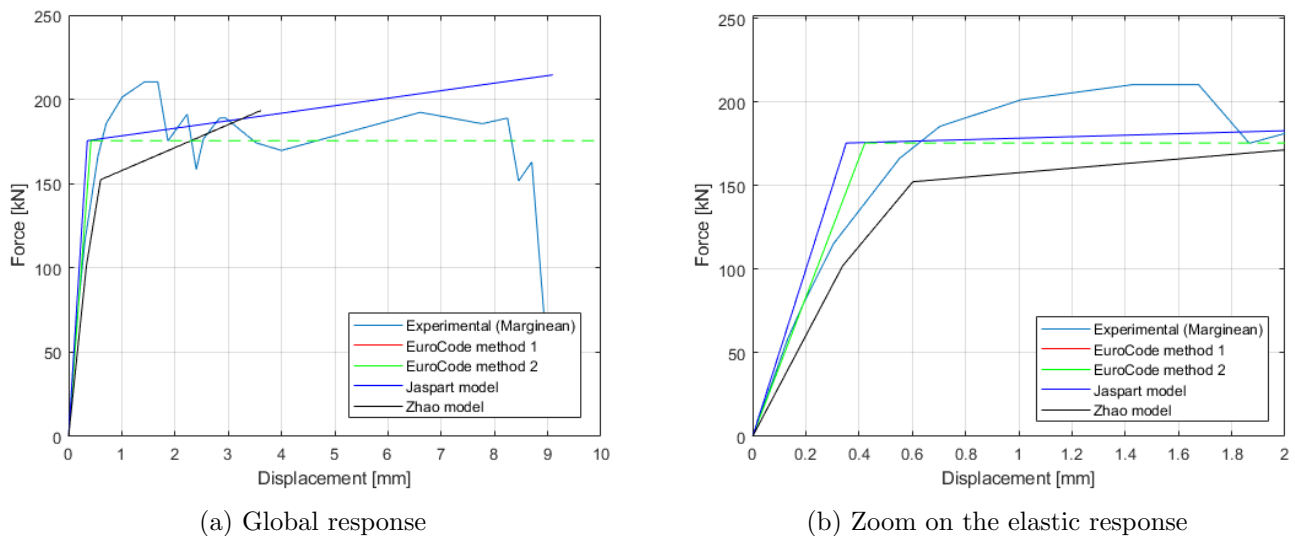 250
200
150
100
50
0
Force [kN]
0 1 2 3 4 5 6 7 8 9 10
Displacement [mm]
Experimental (Marginean)
EuroCode method 1
EuroCode method 2
Jaspart model
Zhao model
(a) Global response
250
200
150
100
50
0
Force [kN]
0 0.2 0.4 0.6 0.8 1 1.2 1.4 1.6 1.8 2
Displacement [mm]
Experimental (Marginean)
EuroCode method 1
EuroCode method 2
Jaspart model
Zhao model
(b) Zoom on the elastic response